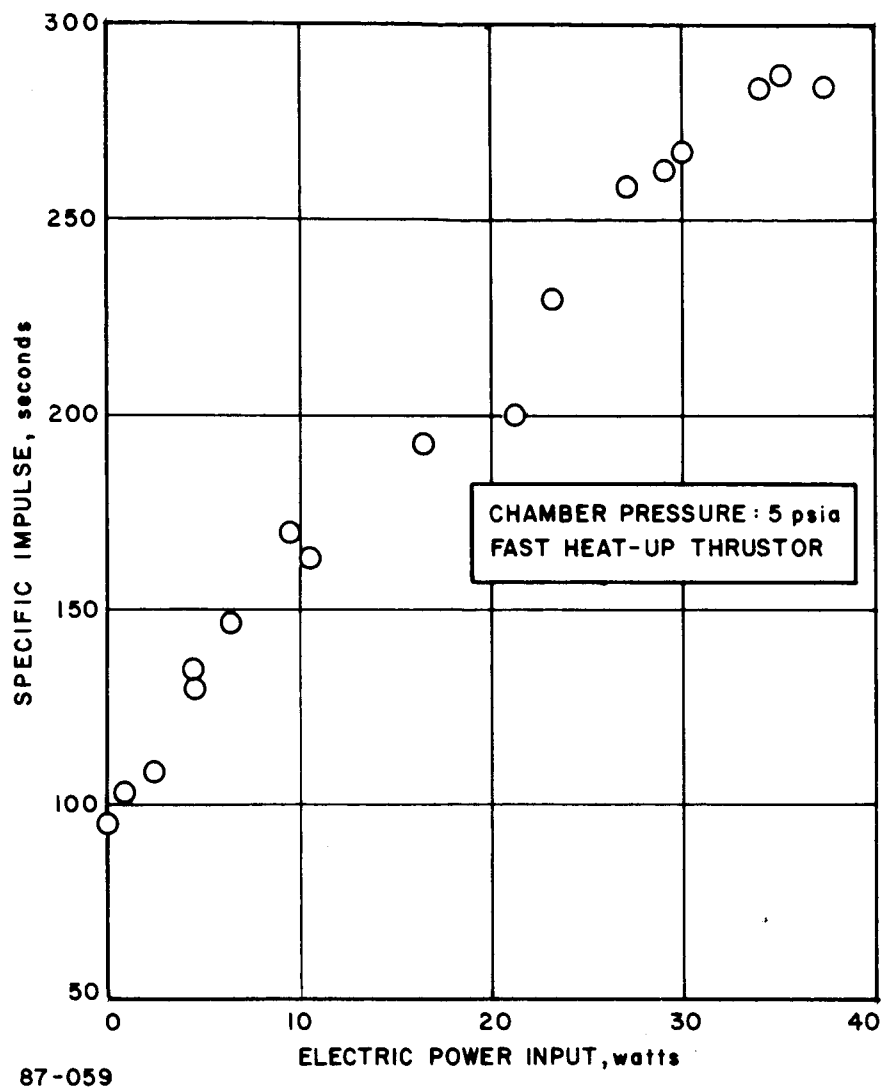 300
250
200
150
100
50
SPECIFIC IMPULSE, seconds
CHAMBER PRESSURE: 5 psia
FAST HEAT-UP THRUSTOR
0 10 20 30 40
ELECTRIC POWER INPUT, watts
87-059